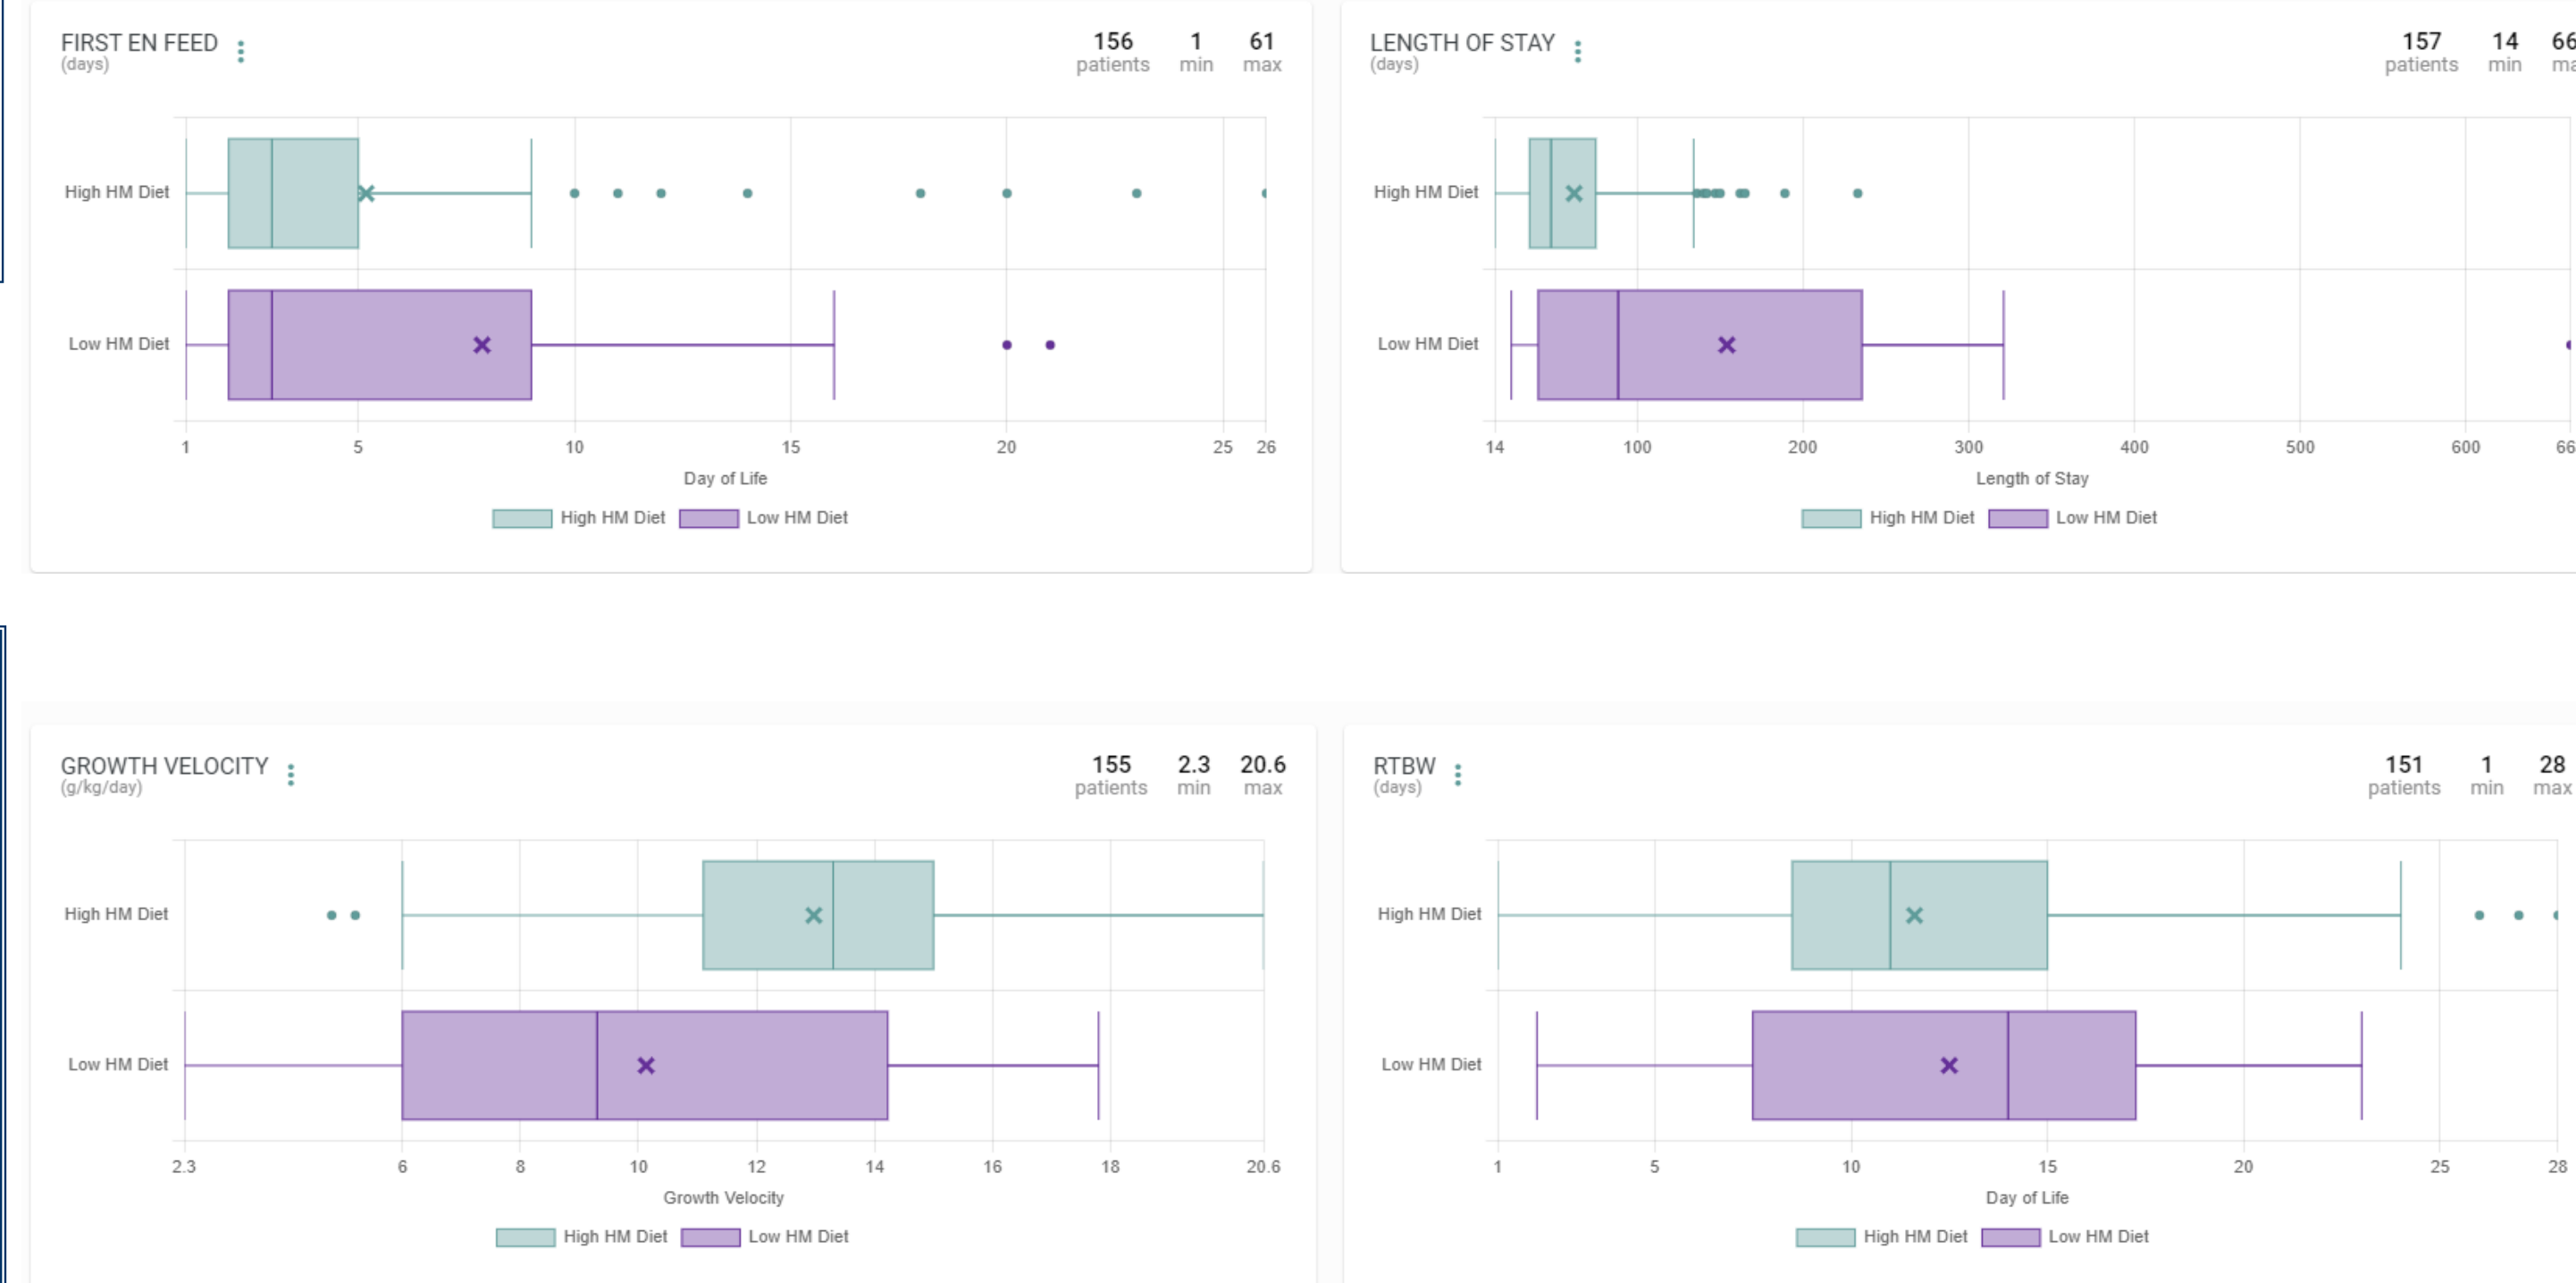 FIRST EN FEED
(days)
156 1 61
patients min max
High HM Diet
Low HM Diet
1 5 10 15 20 25 26
Day of Life
High HM Diet Low HM Diet
LENGTH OF STAY
(days)
157 14 66
patients min ma
High HM Diet
Low HM Diet
14 100 200 300 400 500 600 66
Length of Stay
High HM Diet Low HM Diet
GROWTH VELOCITY
(g/kg/day)
155 2.3 20.6
patients min max
High HM Diet
Low HM Diet
2.3 6 8 10 12 14 16 18 20.6
Growth Velocity
High HM Diet Low HM Diet
RTBW
(days)
151 1 28
patients min max
High HM Diet
Low HM Diet
1 5 10 15 20 25 28
Day of Life
High HM Diet Low HM Diet